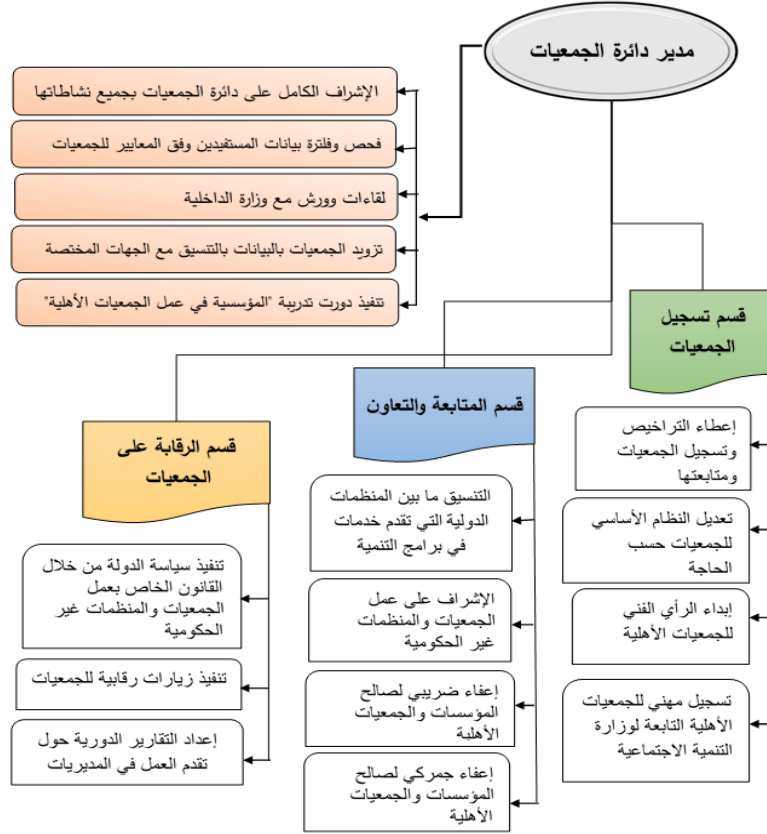 مدير دائرة الجمعيات
الإشراف الكامل على دائرة الجمعيات بجميع نشاطاتها
فحص وفلترة بيانات المستفيدين وفق المعايير للجمعيات
لقاءات وورش مع وزارة الداخلية
تزويد الجمعيات بالبيانات بالتنسيق مع الجهات المختصة
تنفيذ دورت تدريبة "المؤسسية في عمل الجمعيات الأهلية"
قسم تسجيل
الجمعيات
إعطاء التراخيص
وتسجيل الجمعيات
ومتابعتها
تعديل النظام الأساسي
للجمعيات حسب
الحاجة
إبداء الرأي الفني
للجمعيات الأهلية
تسجيل مهني للجمعيات
الأهلية التابعة لوزارة
التنمية الاجتماعية
قسم المتابعة والتعاون
التنسيق ما بين المنظمات
الدولية التي تقدم خدمات
في برامج التنمية
الإشراف على عمل
الجمعيات والمنظمات
غير الحكومية
إعفاء ضريبي لصالح
المؤسسات والجمعيات
الأهلية
إعفاء جمركي لصالح
المؤسسات والجمعيات
الأهلية
قسم الرقابة على
الجمعيات
تنفيذ سياسة الدولة من خلال
القانون الخاص بعمل
الجمعيات والمنظمات غير
الحكومية
تنفيذ زيارات رقابية للجمعيات
إعداد التقارير الدورية حول
تقدم العمل في المديريات